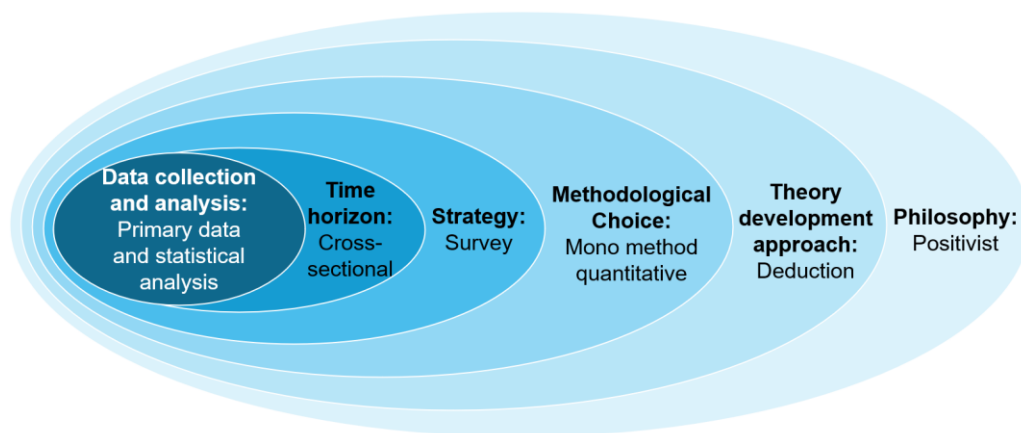 Data collection
and analysis:
Primary data
and statistical
analysis
Time
horizon:
Cross-
sectional
Strategy:
Survey
Methodological
Choice:
Mono method
quantitative
Theory
development
approach:
Deduction
Philosophy:
Positivist